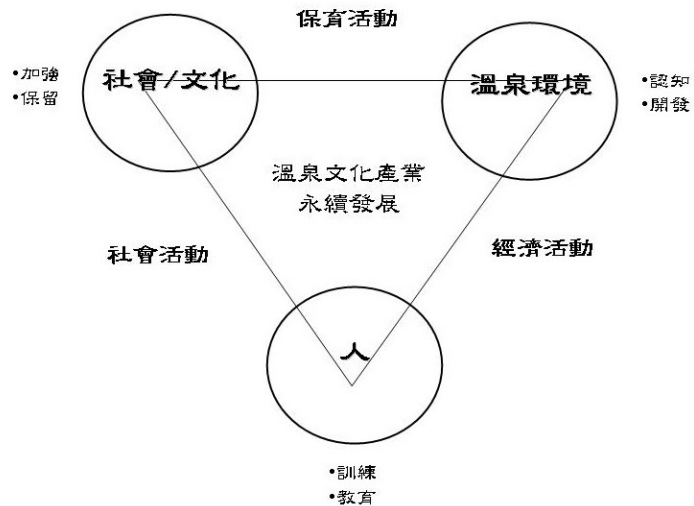 保育活動
•加強
•保留
社會/文化
溫泉環境
•認知
•開發
溫泉文化產業
永續發展
社會活動
經濟活動
人
•訓練
•教育